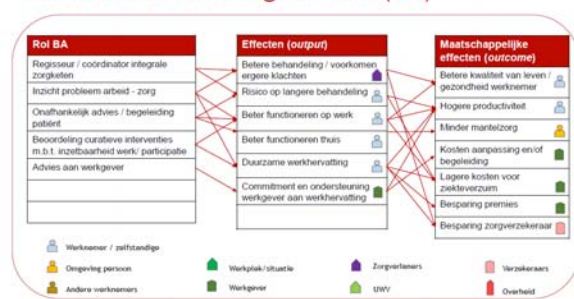 Rol BA
Regisseur / coördinator integrale
zorgketen
Inzicht probleem arbeid - zorg
Onafhankelijk advies / begeleiding
patiënt
Beoordeling curatieve interventies
m.b.t. inzetbaarheid werk/ participatie
Advies aan werkgever
Effecten (output)
Betere behandeling / voorkomen
ergere klachten
Risico op langere behandeling
Beter functioneren op werk
Beter functioneren thuis
Duurzame werkhervatting
Commitment en ondersteuning
werkgever aan werkhervatting
Maatschappelijke
effecten (outcome)
Betere kwaliteit van leven /
gezondheid werknemer
Hogere productiviteit
Minder mantelzorg
Kosten aanpassing en/of
begeleiding
Lagere kosten voor
ziekteverzuim
Besparing premies
Besparing zorgverzekeraar
Werknemer / zelfstandige
Omgeving persoon
Andere werknemers
Werkplek/situatie
Werkgever
Zorgverleners
UWV
Verzekeraars
Overheid